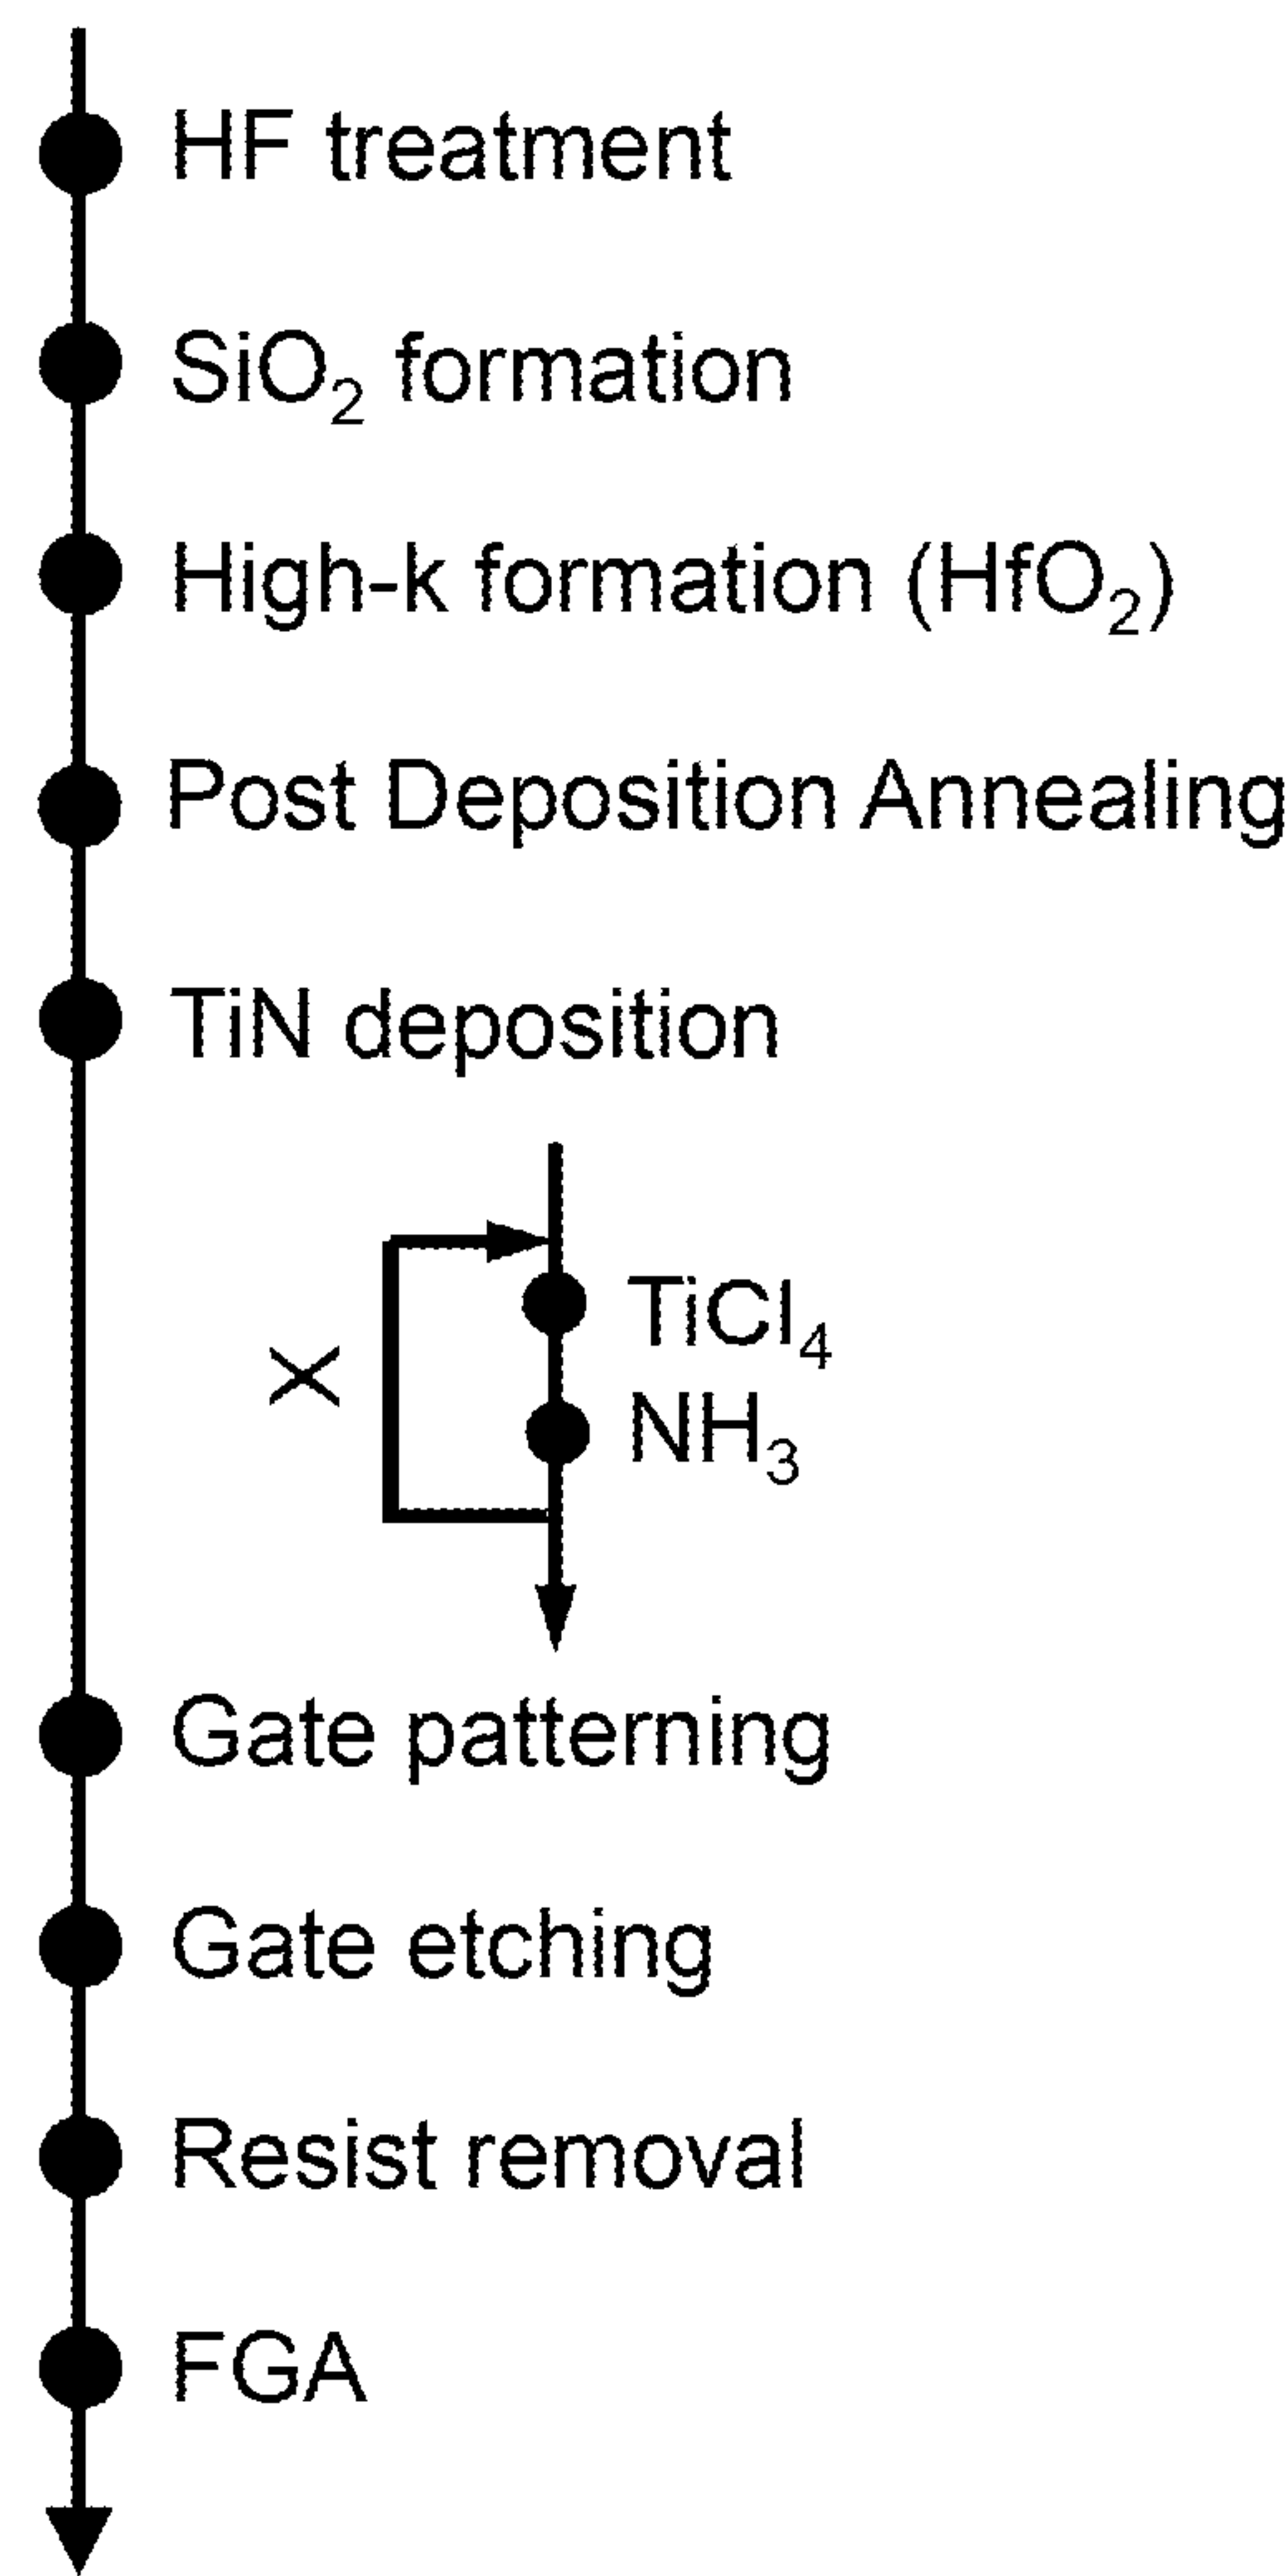 HF treatment
SiO₂ formation
High-k formation (HfO₂)
Post Deposition Annealing
TiN deposition
TiCl₄
X
NH₃
Gate patterning
Gate etching
Resist removal
FGA